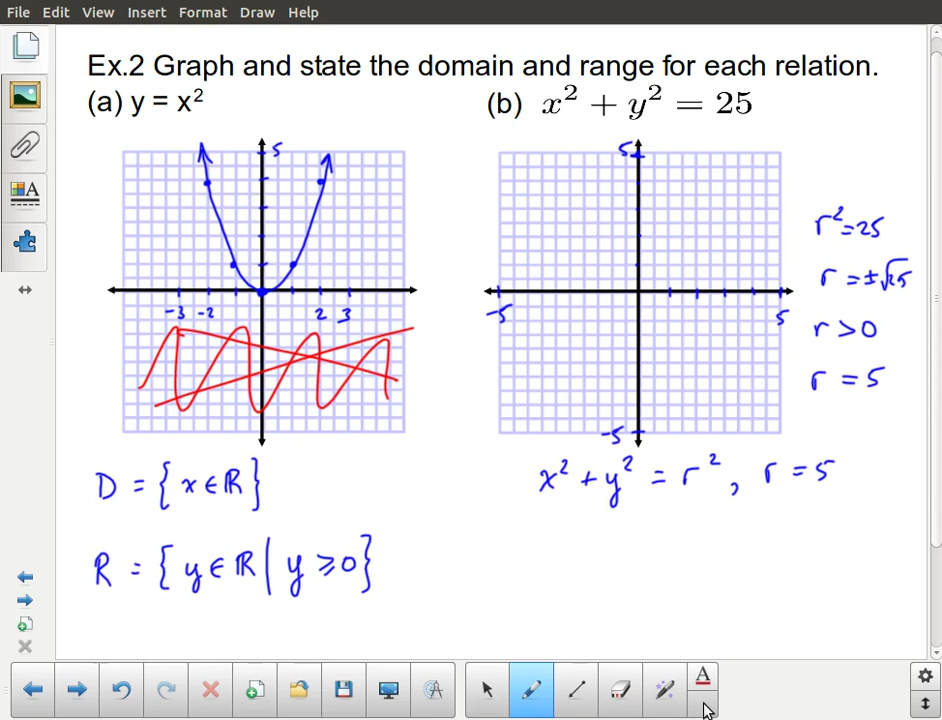 File Edit View Insert Format Draw Help
Ex.2 Graph and state the domain and range for each relation.
(a) y = x²
(b) x² + y² = 25
5
-3 -2 2 3
D = {x∈ℝ}
R = {y∈ℝ | y ≥ 0}
5
-5 5
-5
r² = 25
r = ±√25
r > 0
r = 5
x² + y² = r², r = 5
A
A